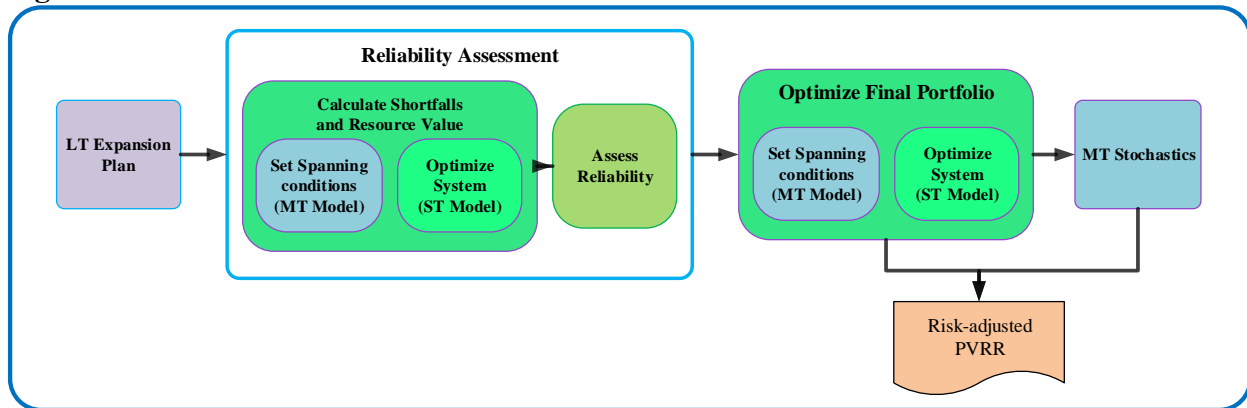 Reliability Assessment
LT Expansion
Plan
Calculate Shortfalls
and Resource Value
Set Spanning
conditions
(MT Model)
Optimize
System
(ST Model)
Assess
Reliability
Optimize Final Portfolio
Set Spanning
conditions
(MT Model)
Optimize
System
(ST Model)
MT Stochastics
Risk-adjusted
PVRR